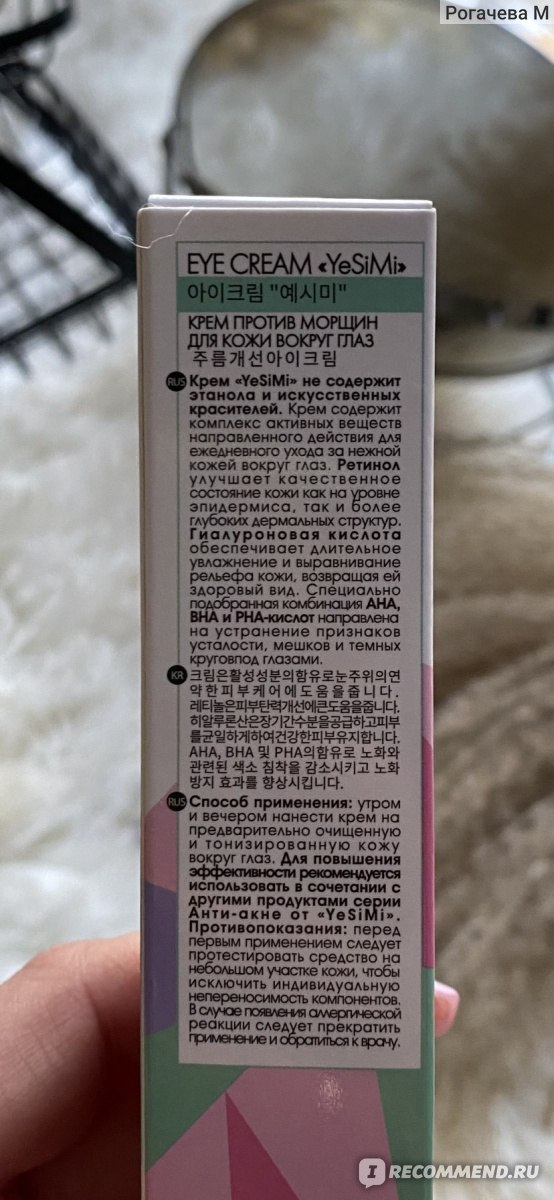 Рогачева М
EYE CREAM «YeSiMi»
아이크림 "예시미"
КРЕМ ПРОТИВ МОРЩИН
ДЛЯ КОЖИ ВОКРУГ ГЛАЗ
주름개선아이크림
RUS Крем «YeSiMi» не содержит
этанола и искусственных
красителей. Крем содержит
комплекс активных веществ
направленного действия для
ежедневного ухода за нежной
кожей вокруг глаз. Ретинол
улучшает качественное
состояние кожи как на уровне
эпидермиса, так и более
глубоких дермальных структур.
Гиалуроновая кислота
обеспечивает длительное
увлажнение и выравнивание
рельефа кожи, возвращая ей
здоровый вид. Специально
подобранная комбинация AHA,
BHA и PHA-кислот направлена
на устранение признаков
усталости, мешков и темных
круговпод глазами.
KR 크림은활성성분의함유로눈주위의연
약한피부케어에도움을줍니다.
레티놀은피부탄력개선에큰도움을줍니다.
히알루론산은장기간수분을공급하고피부
를균일하게하여건강한피부유지합니다.
AHA, BHA 및 PHA의함유로 노화와
관련된 색소 침착을 감소시키고 노화
방지 효과를 향상시킵니다.
RUS Способ применения: утром
и вечером нанести крем на
предварительно очищенную
и тонизированную кожу
вокруг глаз. Для повышения
эффективности рекомендуется
использовать в сочетании с
другими продуктами серии
Анти-акне от «YeSiMi».
Противопоказания: перед
первым применением следует
протестировать средство на
небольшом участке кожи, чтобы
исключить индивидуальную
непереносимость компонентов.
В случае появления аллергической
реакции следует прекратить
применение и обратиться к врачу.
I RECOMMEND.RU